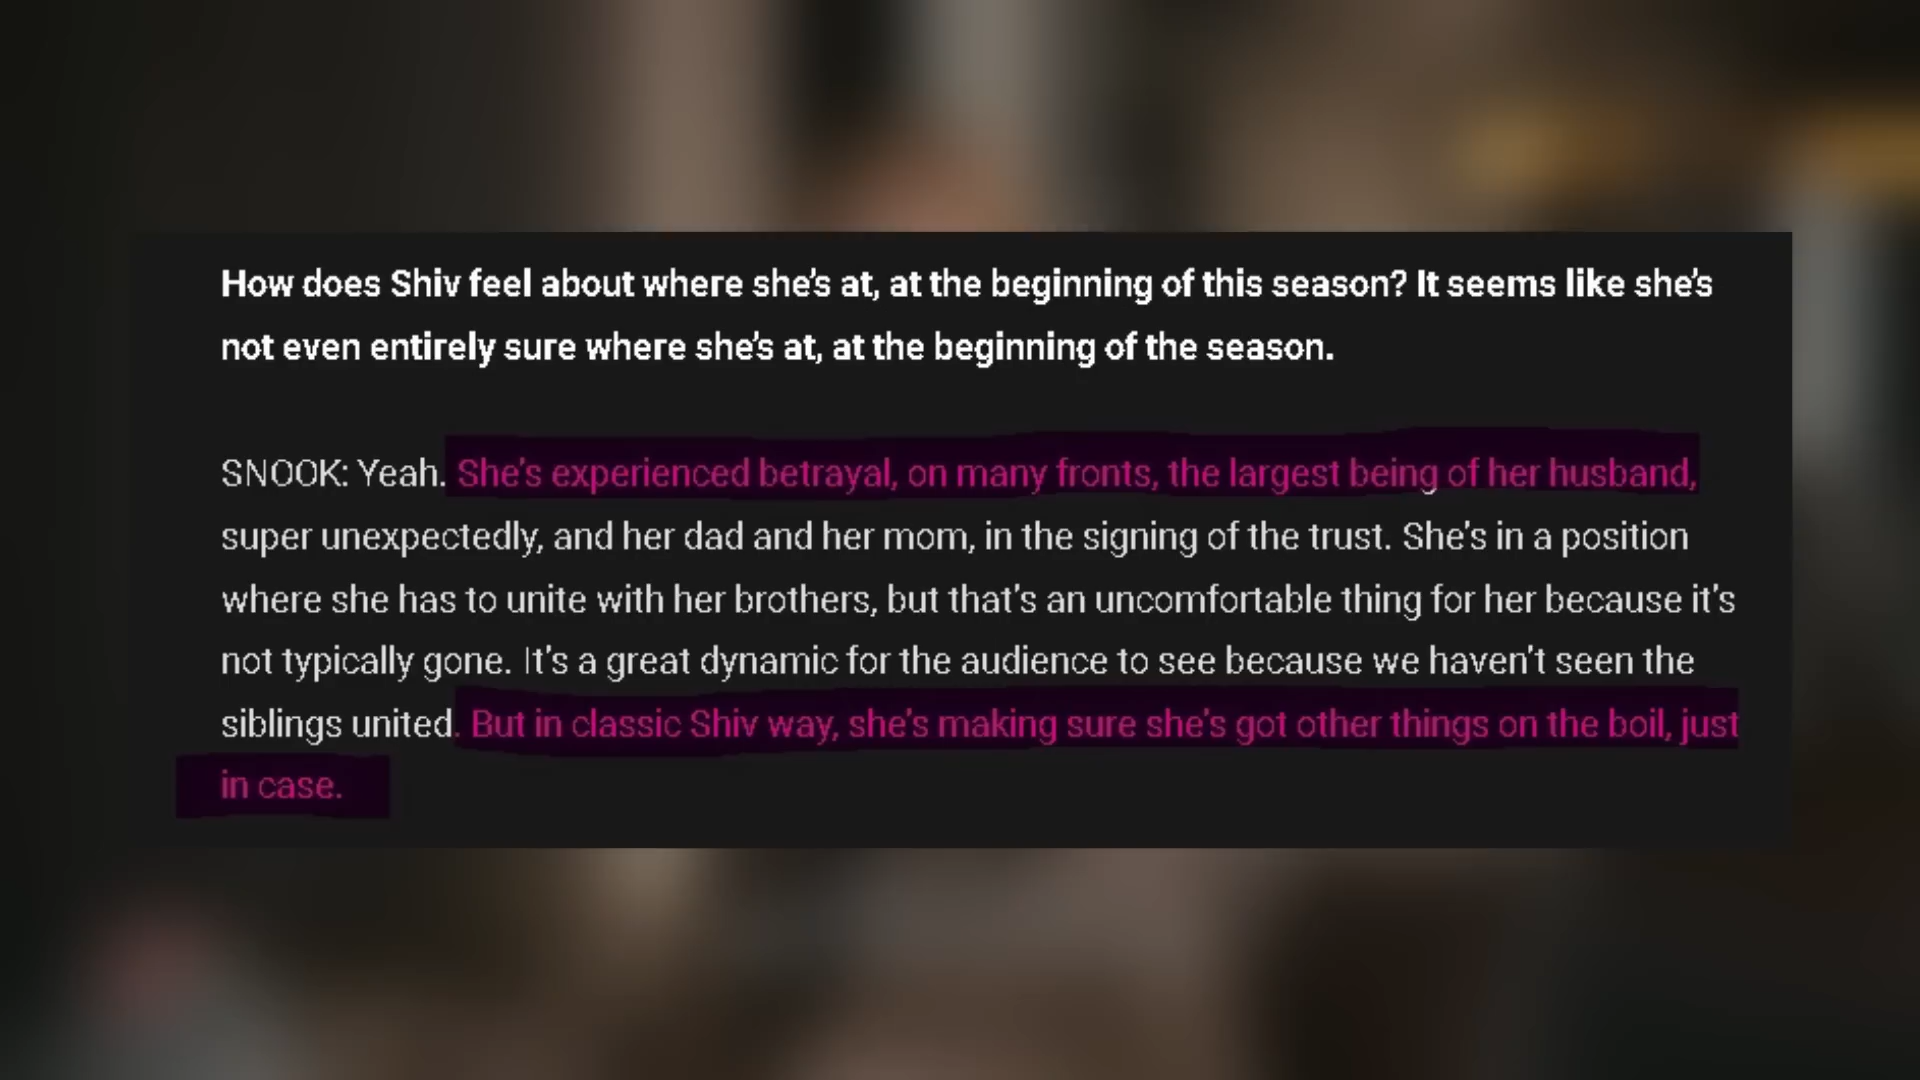 How does Shiv feel about where she's at, at the beginning of this season? It seems like she's
not even entirely sure where she's at, at the beginning of the season.
SNOOK: Yeah. She's experienced betrayal, on many fronts, the largest being of her husband,
super unexpectedly, and her dad and her mom, in the signing of the trust. She's in a position
where she has to unite with her brothers, but that's an uncomfortable thing for her because it's
not typically gone. It's a great dynamic for the audience to see because we haven't seen the
siblings united. But in classic Shiv way, she's making sure she's got other things on the boil, just
in case.